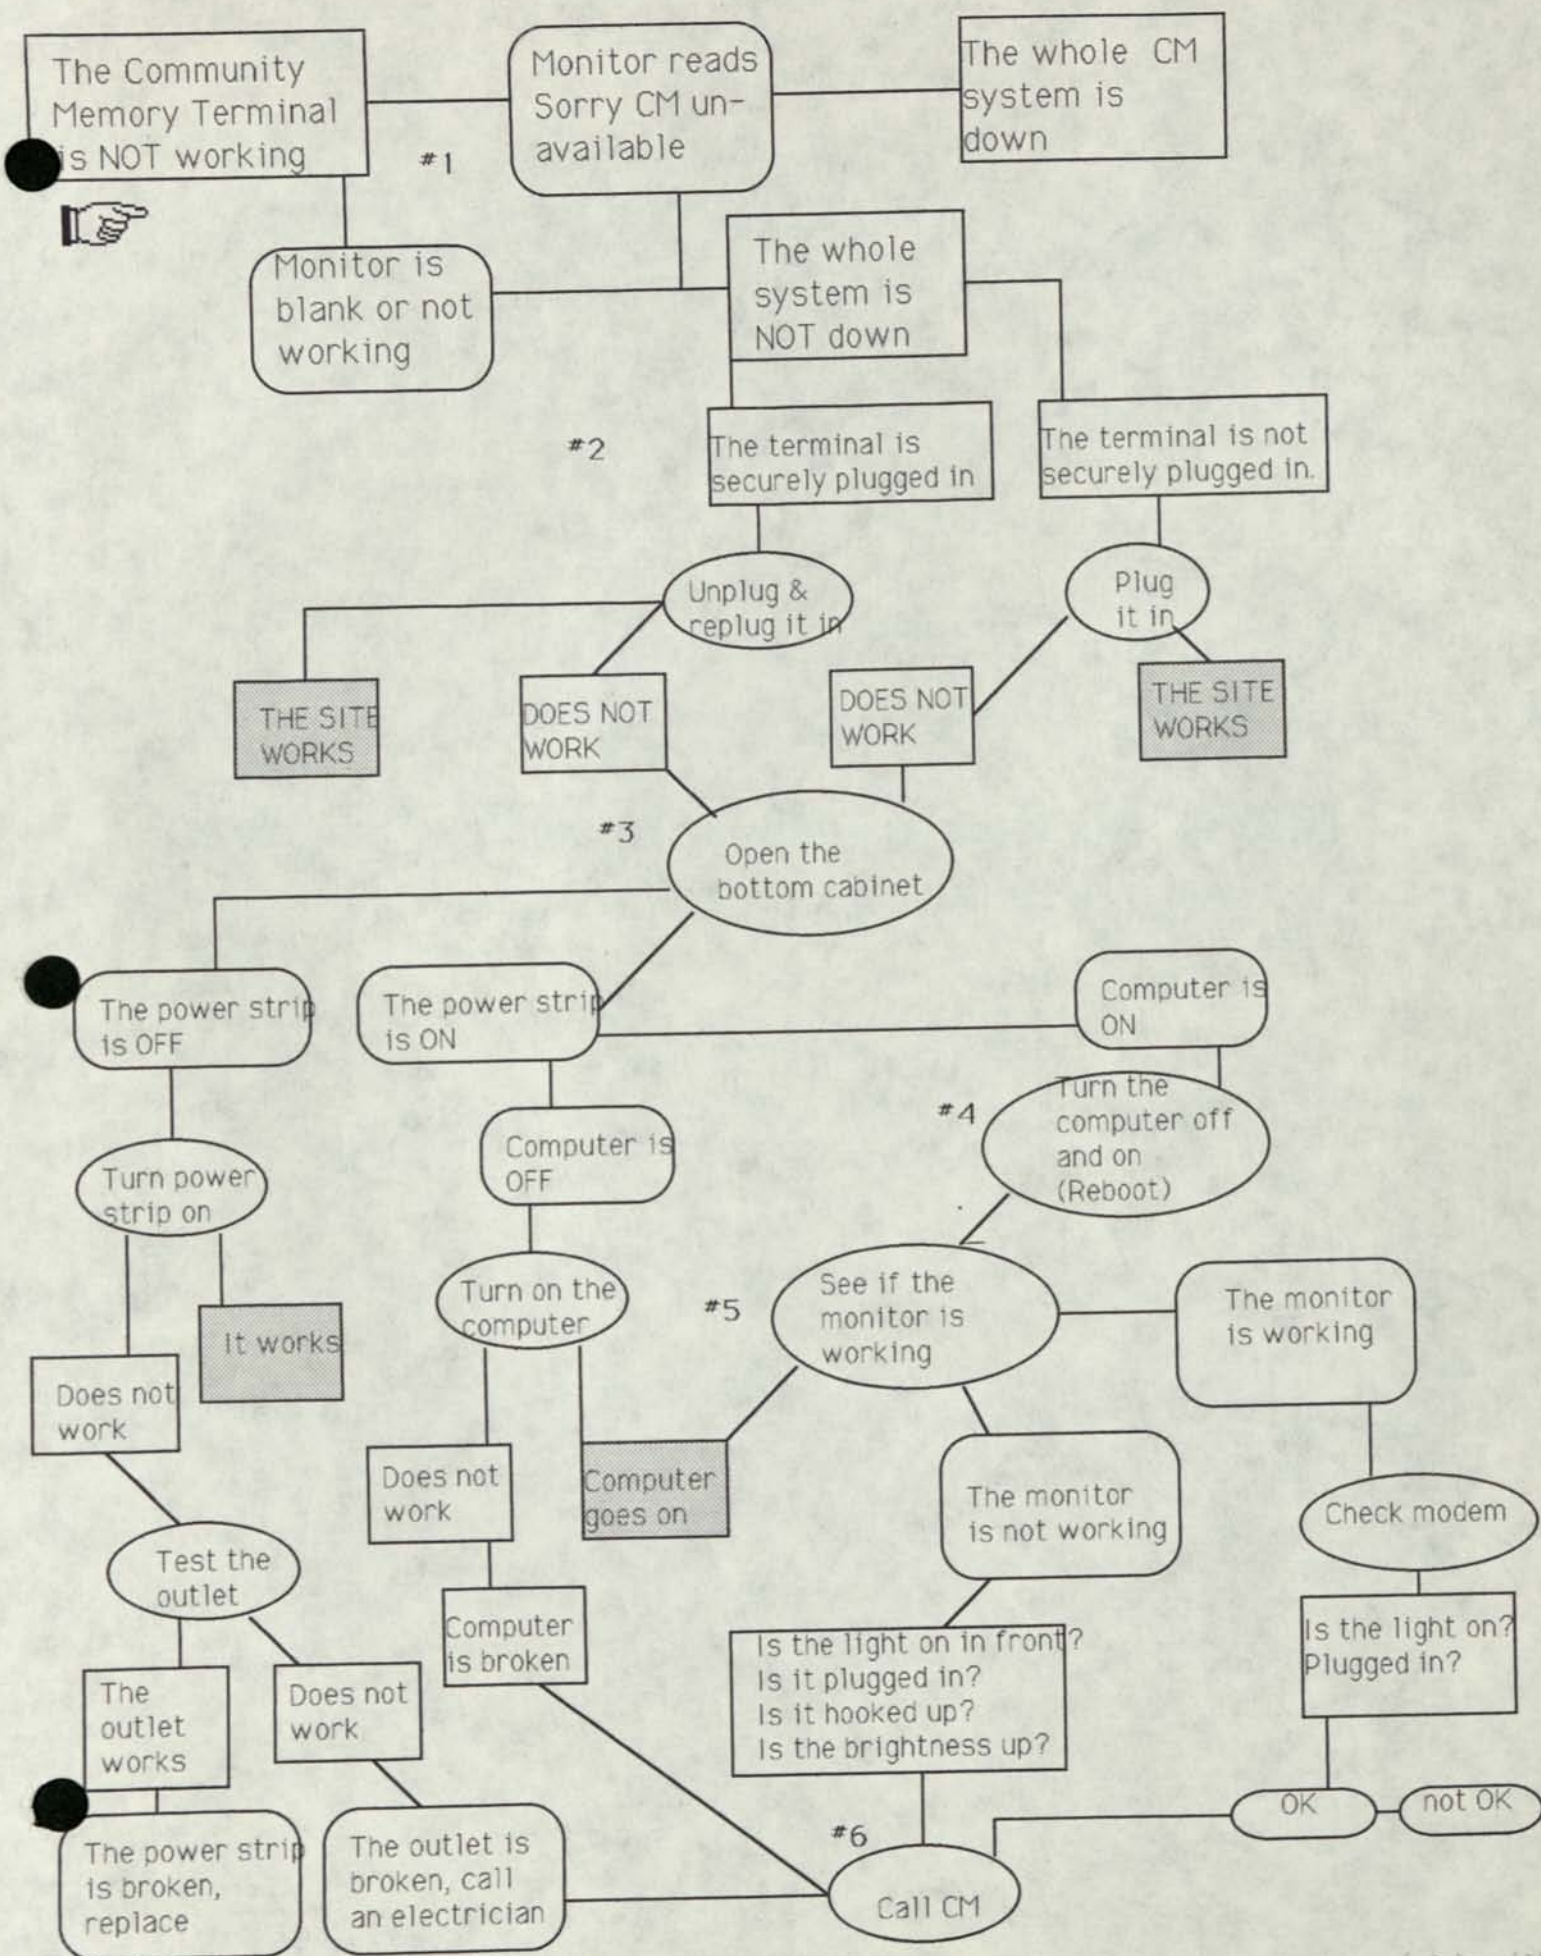 The Community
Memory Terminal
is NOT working
Monitor reads
Sorry CM un-
available
The whole CM
system is
down
#1
Monitor is
blank or not
working
The whole
system is
NOT down
#2
The terminal is
securely plugged in
The terminal is not
securely plugged in.
Unplug &
replug it in
Plug
it in
THE SITE
WORKS
DOES NOT
WORK
DOES NOT
WORK
THE SITE
WORKS
#3
Open the
bottom cabinet
The power strip
is OFF
The power strip
is ON
Computer is
ON
#4
Turn the
computer off
and on
(Reboot)
Computer is
OFF
Turn power
strip on
Turn on the
computer
#5
See if the
monitor is
working
The monitor
is working
It works
Does not
work
Does not
work
Computer
goes on
The monitor
is not working
Check modem
Test the
outlet
Computer
is broken
Is the light on in front?
Is it plugged in?
Is it hooked up?
Is the brightness up?
Is the light on?
Plugged in?
The
outlet
works
Does not
work
OK
not OK
The power strip
is broken,
replace
The outlet is
broken, call
an electrician
#6
Call CM